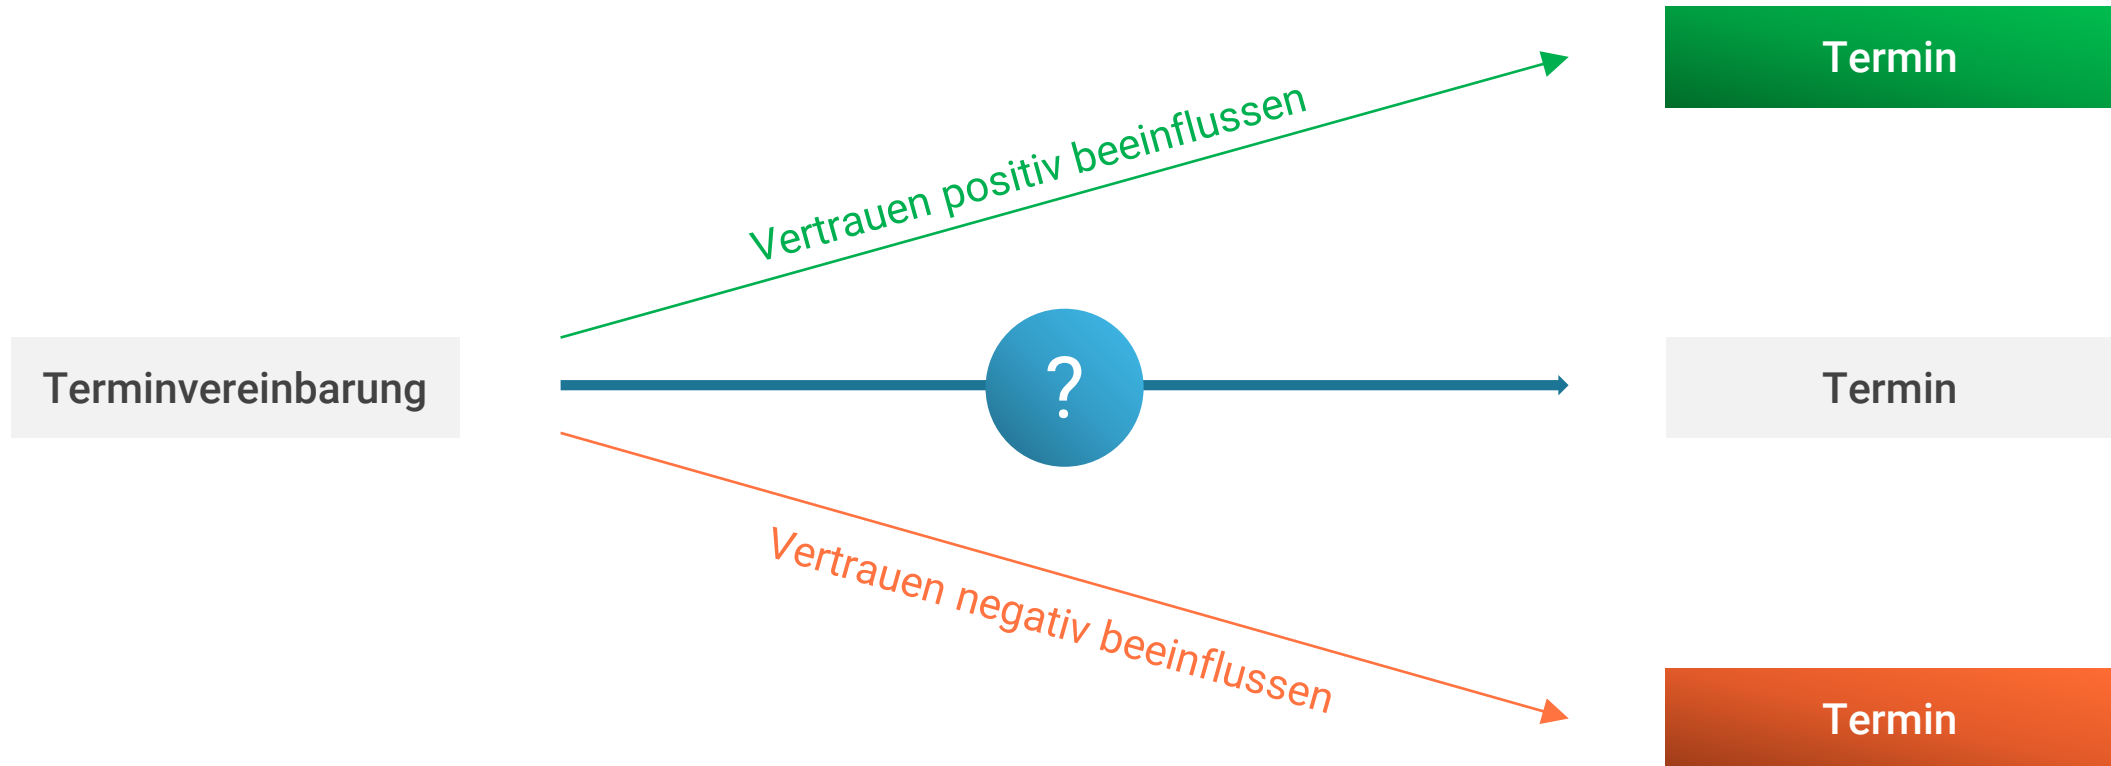 Termin
Vertrauen positiv beeinflussen
Terminvereinbarung
?
Termin
Vertrauen negativ beeinflussen
Termin